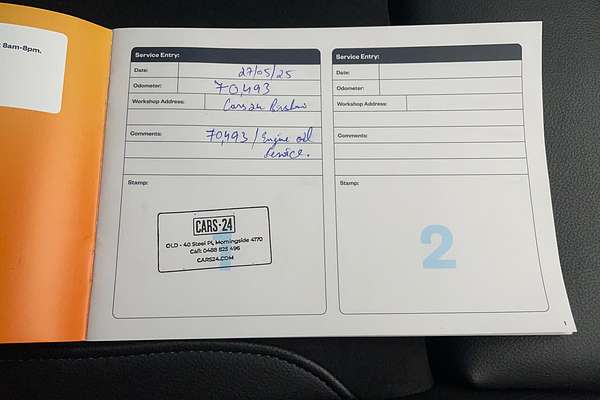 8am-8pm.
Service Entry:
Date: 27/05/25
Odometer: 70,493
Workshop Address: Cars24
Comments: 70,493/Engine oil
Service.
Stamp:
CARS·24
QLD - 40 Steel Pl, Morningside 4170
Call: 0488 825 496
CARS24.COM
1
Service Entry:
Date:
Odometer:
Workshop Address:
Comments:
Stamp:
2
1